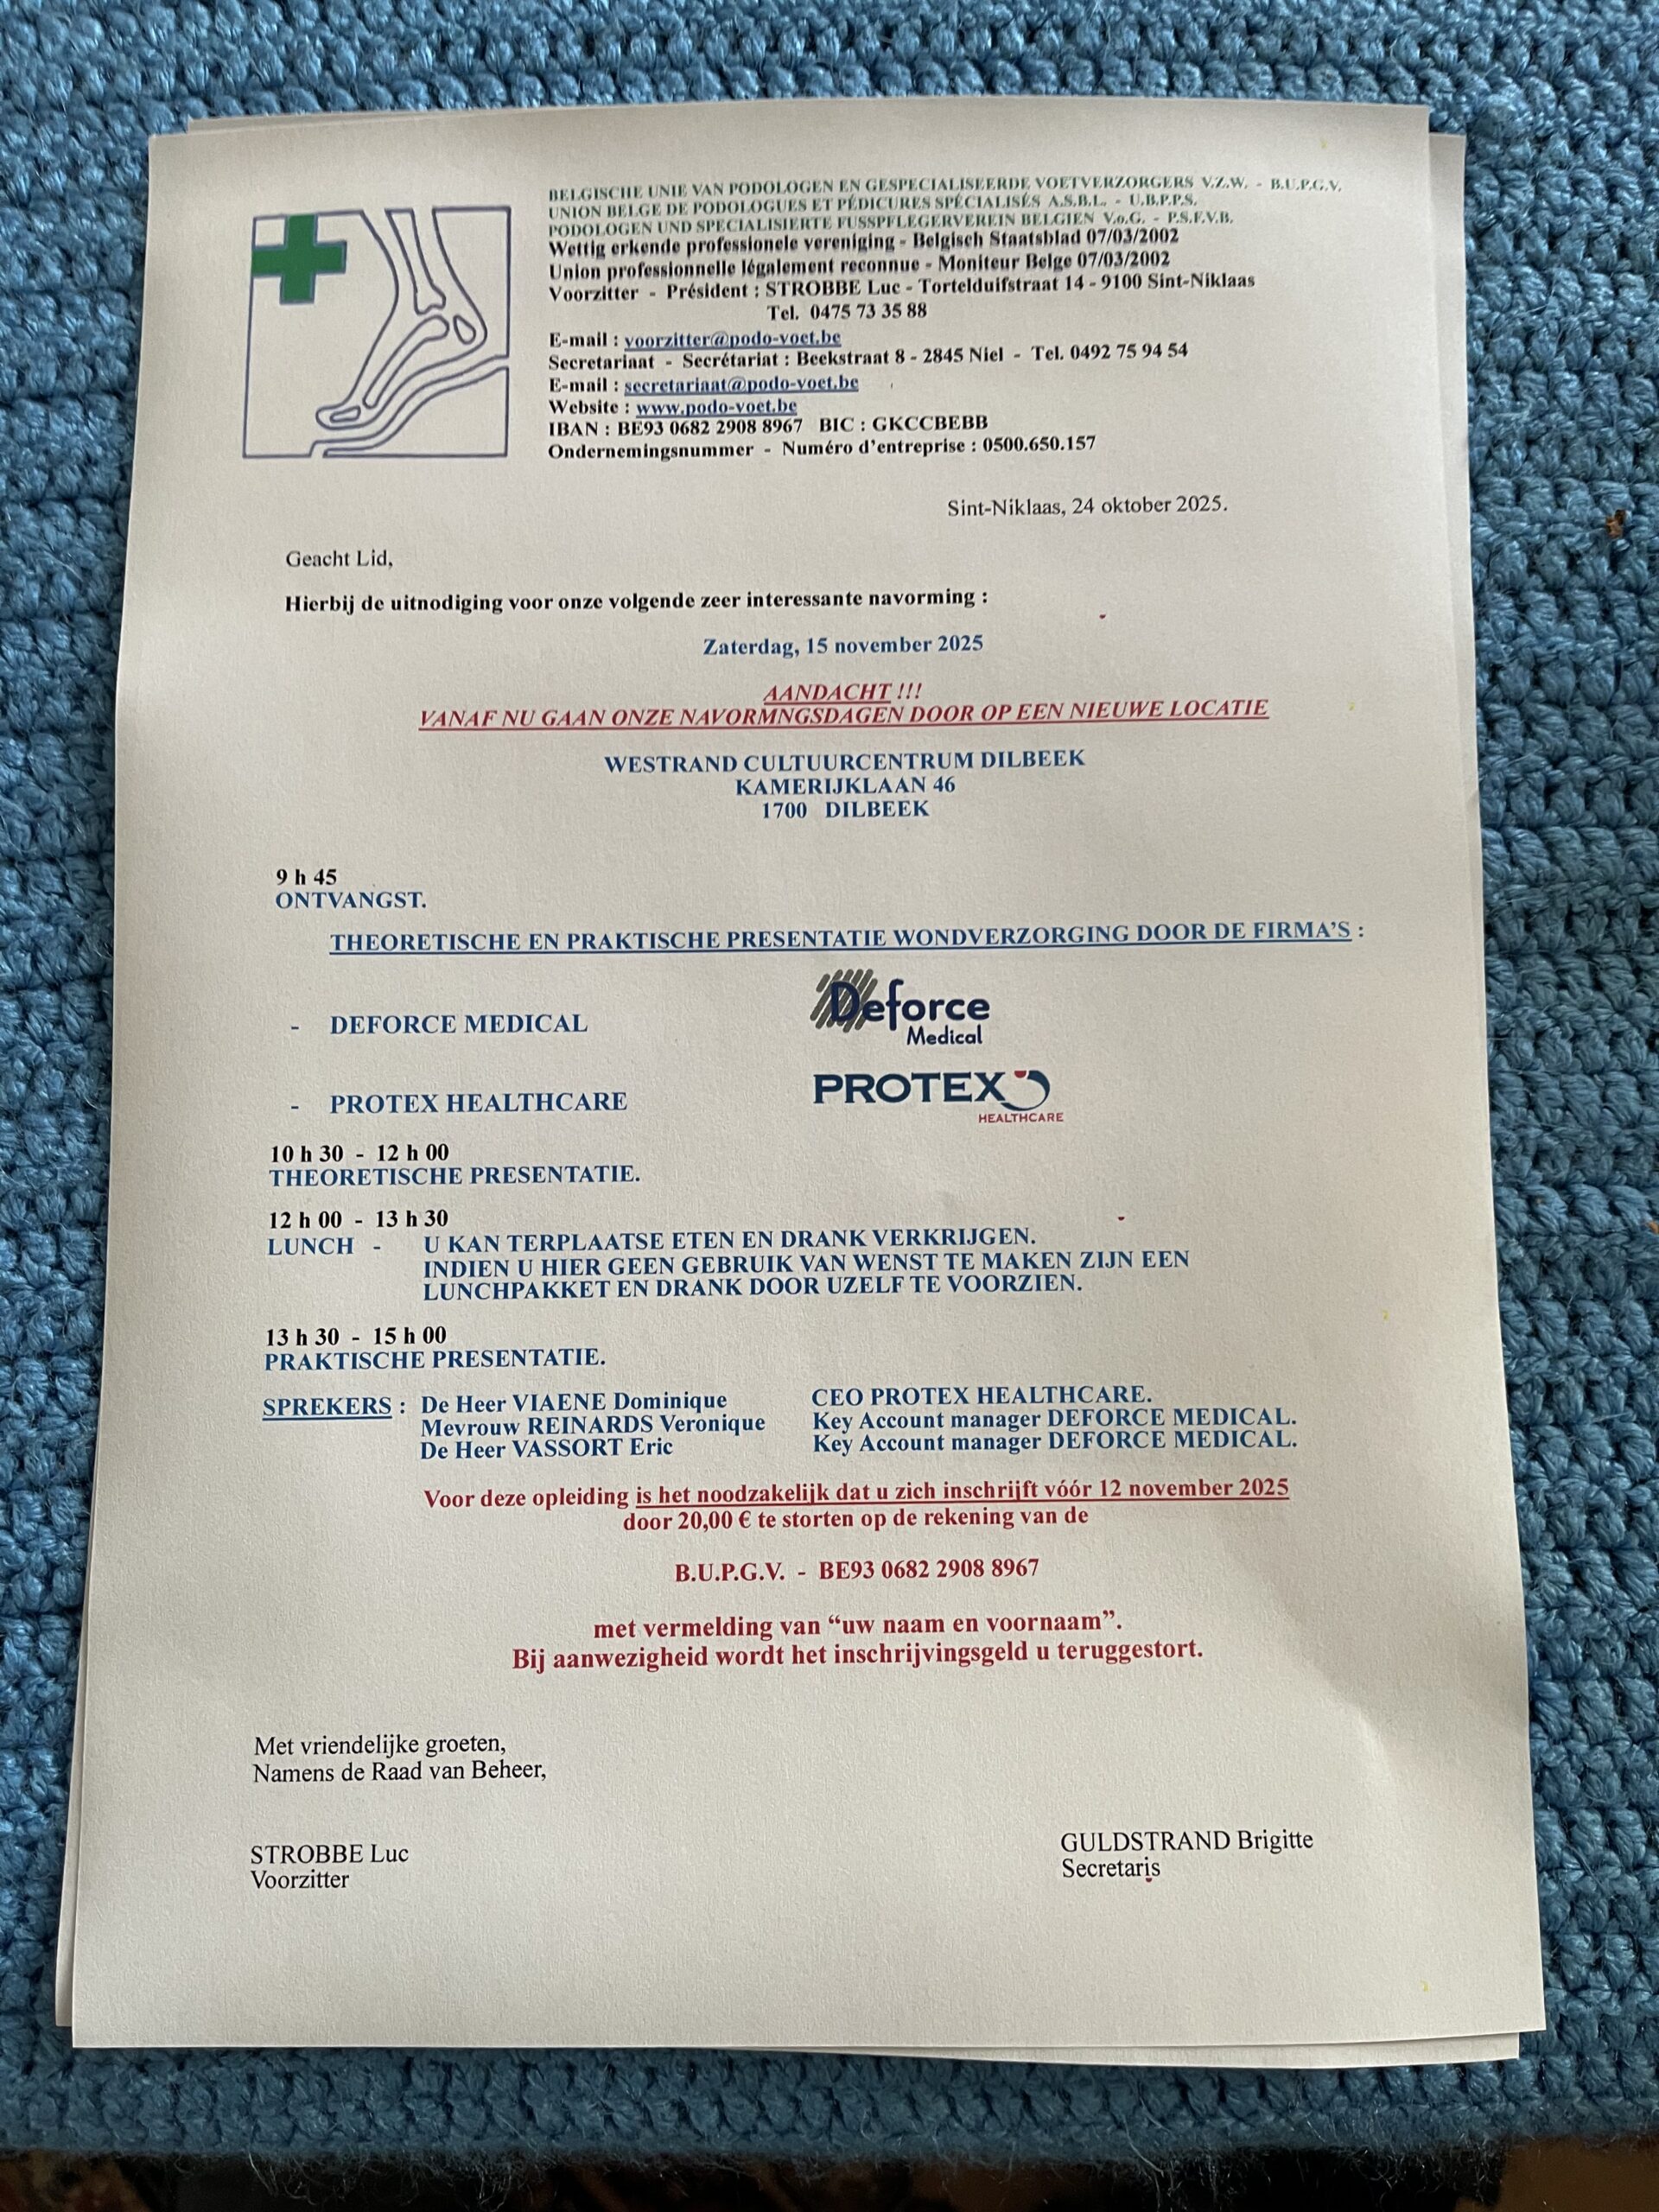 BELGISCHE UNIE VAN PODOLOGEN EN GESPECIALISEERDE VOETVERZORGERS V.Z.W. - B.U.P.G.V.
UNION BELGE DE PODOLOGUES ET PÉDICURES SPÉCIALISÉS A.S.B.L. - U.B.P.P.S.
PODOLOGEN UND SPECIALISIERTE FUSSPFLEGERVEREIN BELGIEN V.o.G. - P.S.F.V.B.
Wettig erkende professionele vereniging - Belgisch Staatsblad 07/03/2002
Union professionnelle légalement reconnue - Moniteur Belge 07/03/2002
Voorzitter - Président : STROBBE Luc - Tortelduifstraat 14 - 9100 Sint-Niklaas
Tel. 0475 73 35 88
E-mail : voorzitter@podo-voet.be
Secretariaat - Secrétariat : Beekstraat 8 - 2845 Niel - Tel. 0492 75 94 54
E-mail : secretariaat@podo-voet.be
Website : www.podo-voet.be
IBAN : BE93 0682 2908 8967 BIC : GKCCBEBB
Ondernemingsnummer - Numéro d'entreprise : 0500.650.157
Sint-Niklaas, 24 oktober 2025.
Geacht Lid,
Hierbij de uitnodiging voor onze volgende zeer interessante navorming :
Zaterdag, 15 november 2025
AANDACHT !!!
VANAF NU GAAN ONZE NAVORMNGSDAGEN DOOR OP EEN NIEUWE LOCATIE
WESTRAND CULTUURCENTRUM DILBEEK
KAMERIJKLAAN 46
1700 DILBEEK
9 h 45
ONTVANGST.
THEORETISCHE EN PRAKTISCHE PRESENTATIE WONDVERZORGING DOOR DE FIRMA'S :
- DEFORCE MEDICAL
Deforce
Medical
- PROTEX HEALTHCARE
PROTEX
HEALTHCARE
10 h 30 - 12 h 00
THEORETISCHE PRESENTATIE.
12 h 00 - 13 h 30
LUNCH - U KAN TERPLAATSE ETEN EN DRANK VERKRIJGEN.
INDIEN U HIER GEEN GEBRUIK VAN WENST TE MAKEN ZIJN EEN
LUNCHPAKKET EN DRANK DOOR UZELF TE VOORZIEN.
13 h 30 - 15 h 00
PRAKTISCHE PRESENTATIE.
SPREKERS : De Heer VIAENE Dominique CEO PROTEX HEALTHCARE.
Mevrouw REINARDS Veronique Key Account manager DEFORCE MEDICAL.
De Heer VASSORT Eric Key Account manager DEFORCE MEDICAL.
Voor deze opleiding is het noodzakelijk dat u zich inschrijft vóór 12 november 2025
door 20,00 € te storten op de rekening van de
B.U.P.G.V. - BE93 0682 2908 8967
met vermelding van “uw naam en voornaam”.
Bij aanwezigheid wordt het inschrijvingsgeld u teruggestort.
Met vriendelijke groeten,
Namens de Raad van Beheer,
STROBBE Luc
Voorzitter
GULDSTRAND Brigitte
Secretaris